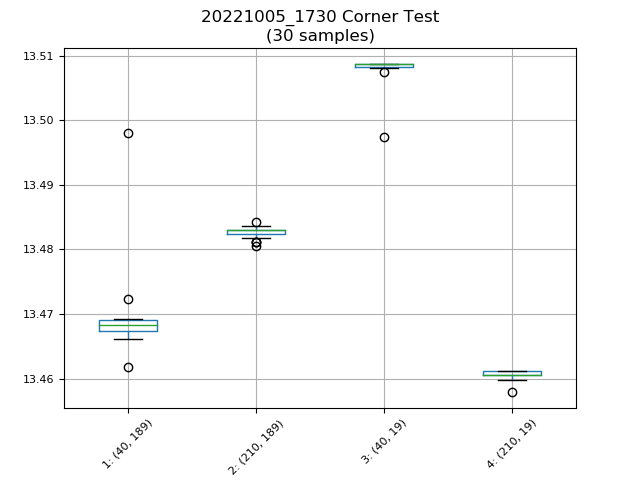 20221005_1730 Corner Test
(30 samples)
13.51
13.50
13.49
13.48
13.47
13.46
1: (40, 189)
2: (210, 189)
3: (40, 19)
4: (210, 19)